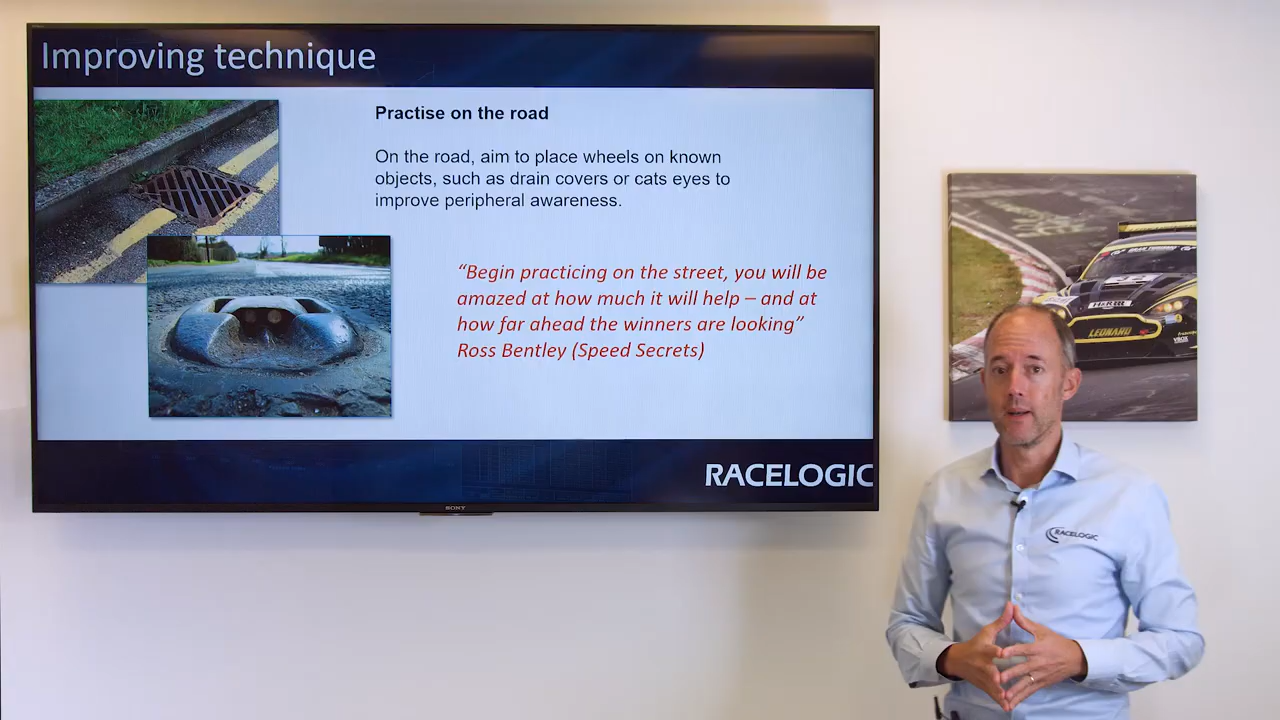 Improving technique
Practise on the road
On the road, aim to place wheels on known
objects, such as drain covers or cats eyes to
improve peripheral awareness.
“Begin practicing on the street, you will be
amazed at how much it will help – and at
how far ahead the winners are looking”
Ross Bentley (Speed Secrets)
RACELOGIC
SONY
H&R
LEONARD
VBOX
RACELOGIC